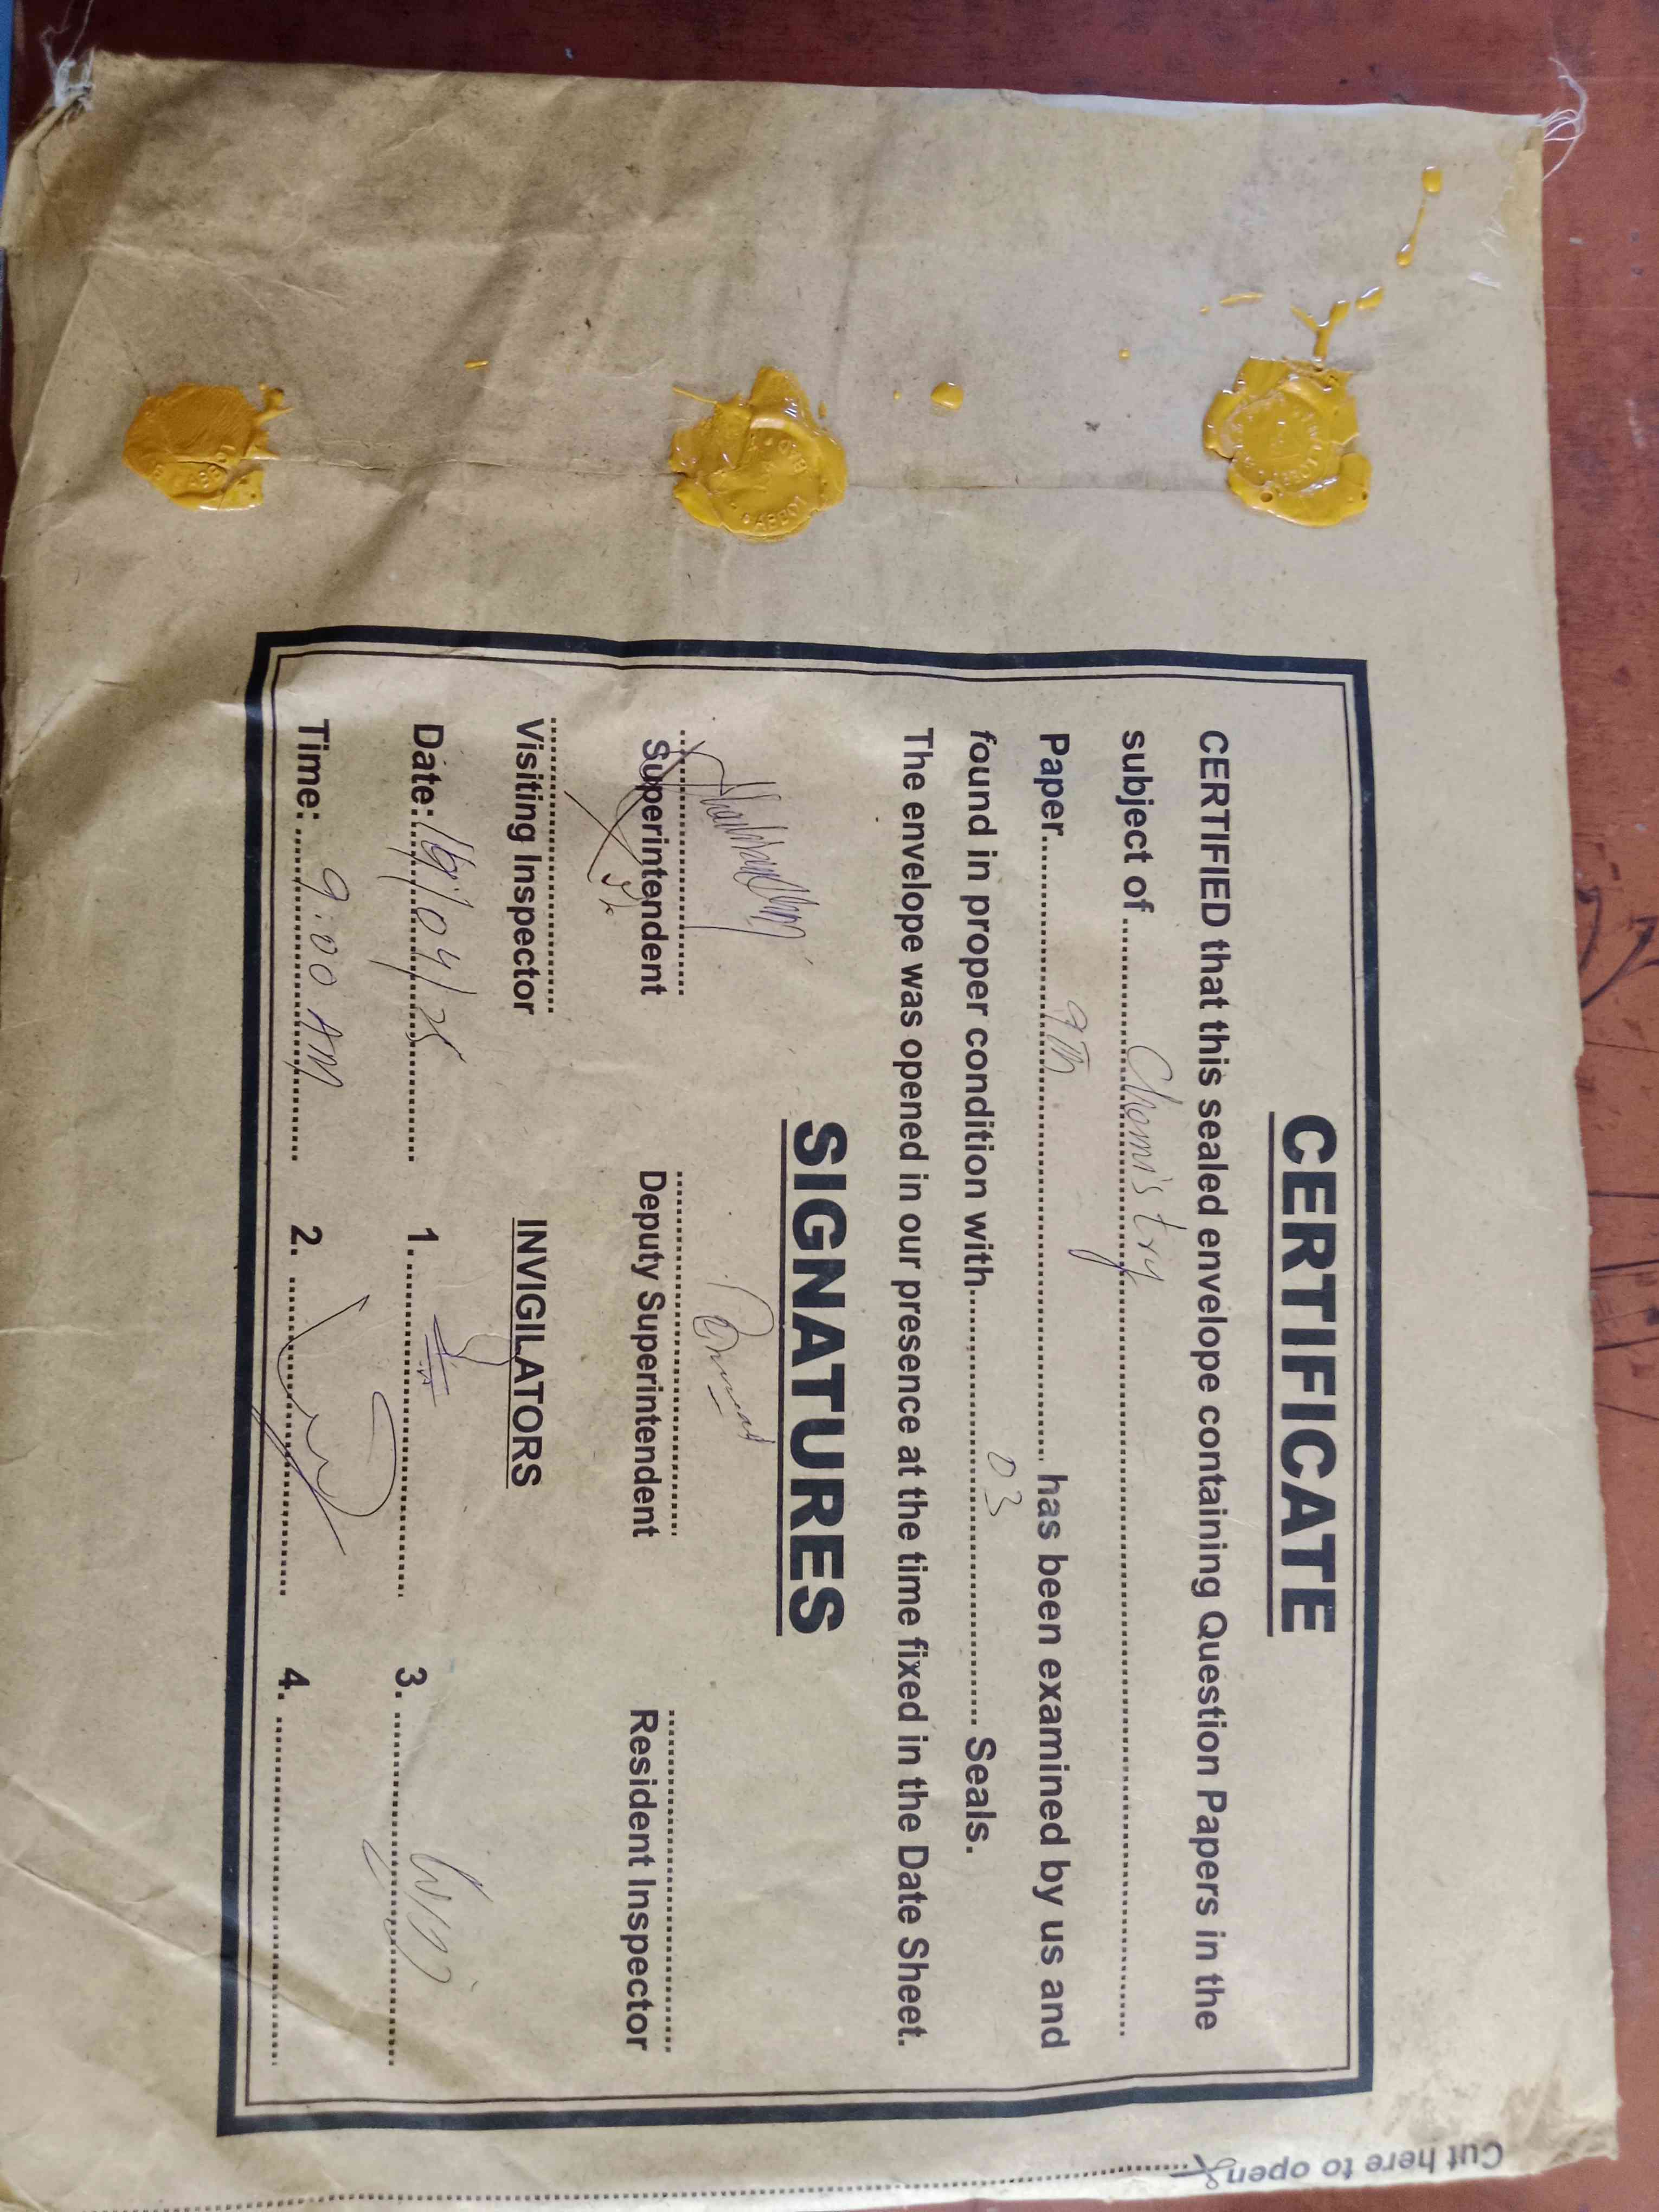 CERTIFICATE
CERTIFIED that this sealed envelope containing Question Papers in the
subject of ........ Chemistry ........
Paper........ 9Th ........ has been examined by us and
found in proper condition with........ 03 ........ Seals.
The envelope was opened in our presence at the time fixed in the Date Sheet.
SIGNATURES
Superintendent Deputy Superintendent Resident Inspector
Visiting Inspector INVIGILATORS
Date: /04/25 1. ........ 3. ........
Time: 9:00 AM 2. ........ 4. ........
Cut here to open